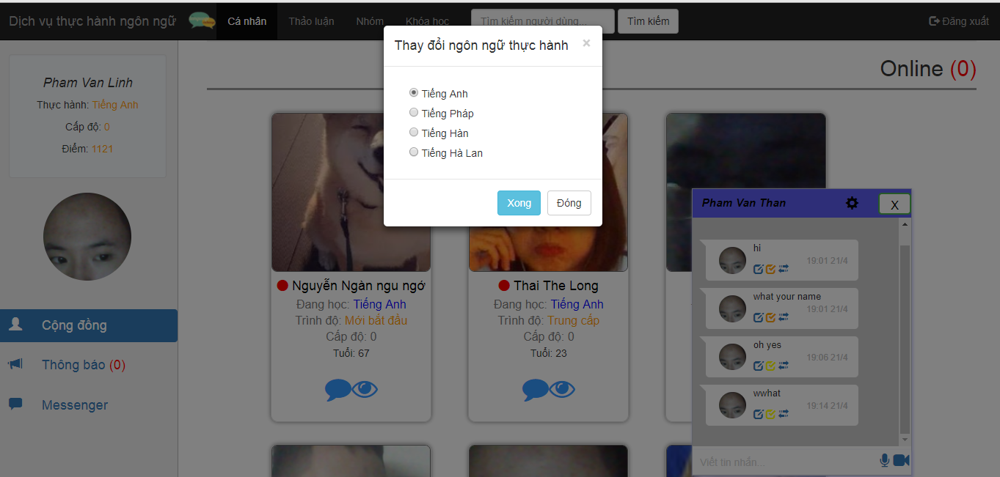 Dịch vụ thực hành ngôn ngữ
Cá nhân
Thảo luận
Nhóm
Khóa học
Tìm kiếm người dùng...
Tìm kiếm
Đăng xuất
Thay đổi ngôn ngữ thực hành
×
Tiếng Anh
Tiếng Pháp
Tiếng Hàn
Tiếng Hà Lan
Xong
Đóng
Online (0)
Pham Van Linh
Thực hành: Tiếng Anh
Cấp độ: 0
Điểm: 1121
Cộng đồng
Thông báo (0)
Messenger
Nguyễn Ngàn ngu ngớ
Đang học: Tiếng Anh
Trình độ: Mới bắt đầu
Cấp độ: 0
Tuổi: 67
Thai The Long
Đang học: Tiếng Anh
Trình độ: Trung cấp
Cấp độ: 0
Tuổi: 23
Pham Van Than
X
hi
19:01 21/4
what your name
19:01 21/4
oh yes
19:06 21/4
wwhat
19:14 21/4
Viết tin nhắn...